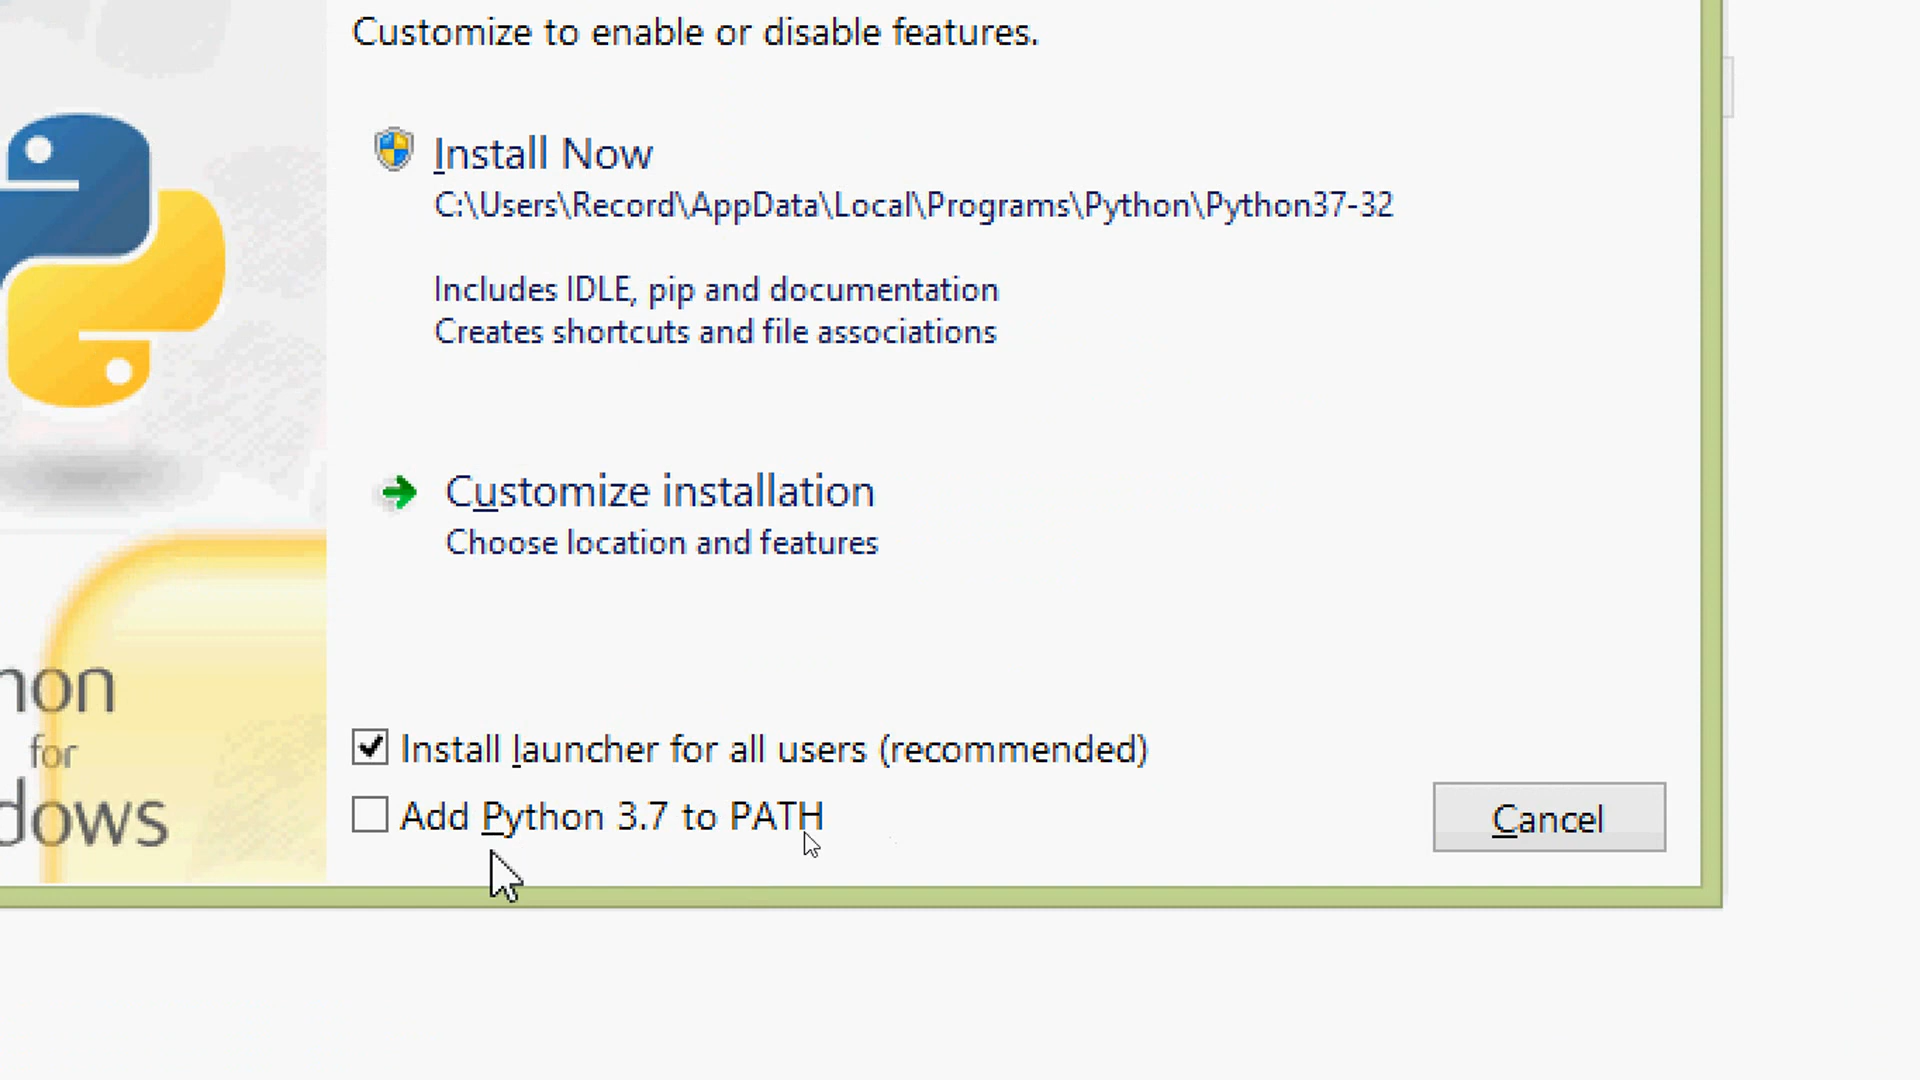 Customize to enable or disable features.
Install Now
C:\Users\Record\AppData\Local\Programs\Python\Python37-32
Includes IDLE, pip and documentation
Creates shortcuts and file associations
Customize installation
Choose location and features
hon
for
dows
Install launcher for all users (recommended)
Add Python 3.7 to PATH
Cancel